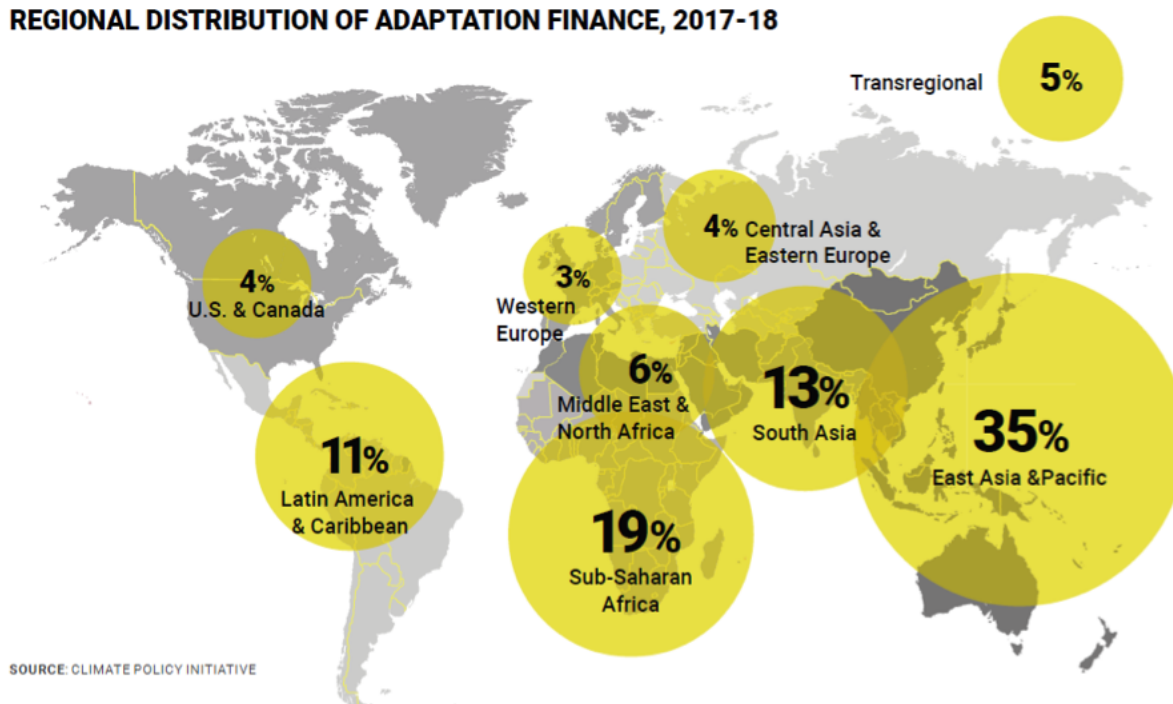 REGIONAL DISTRIBUTION OF ADAPTATION FINANCE, 2017-18
Transregional
5%
4% Central Asia &
Eastern Europe
4%
U.S. & Canada
3%
Western
Europe
6%
Middle East &
North Africa
13%
South Asia
35%
East Asia &Pacific
11%
Latin America
& Caribbean
19%
Sub-Saharan
Africa
SOURCE: CLIMATE POLICY INITIATIVE